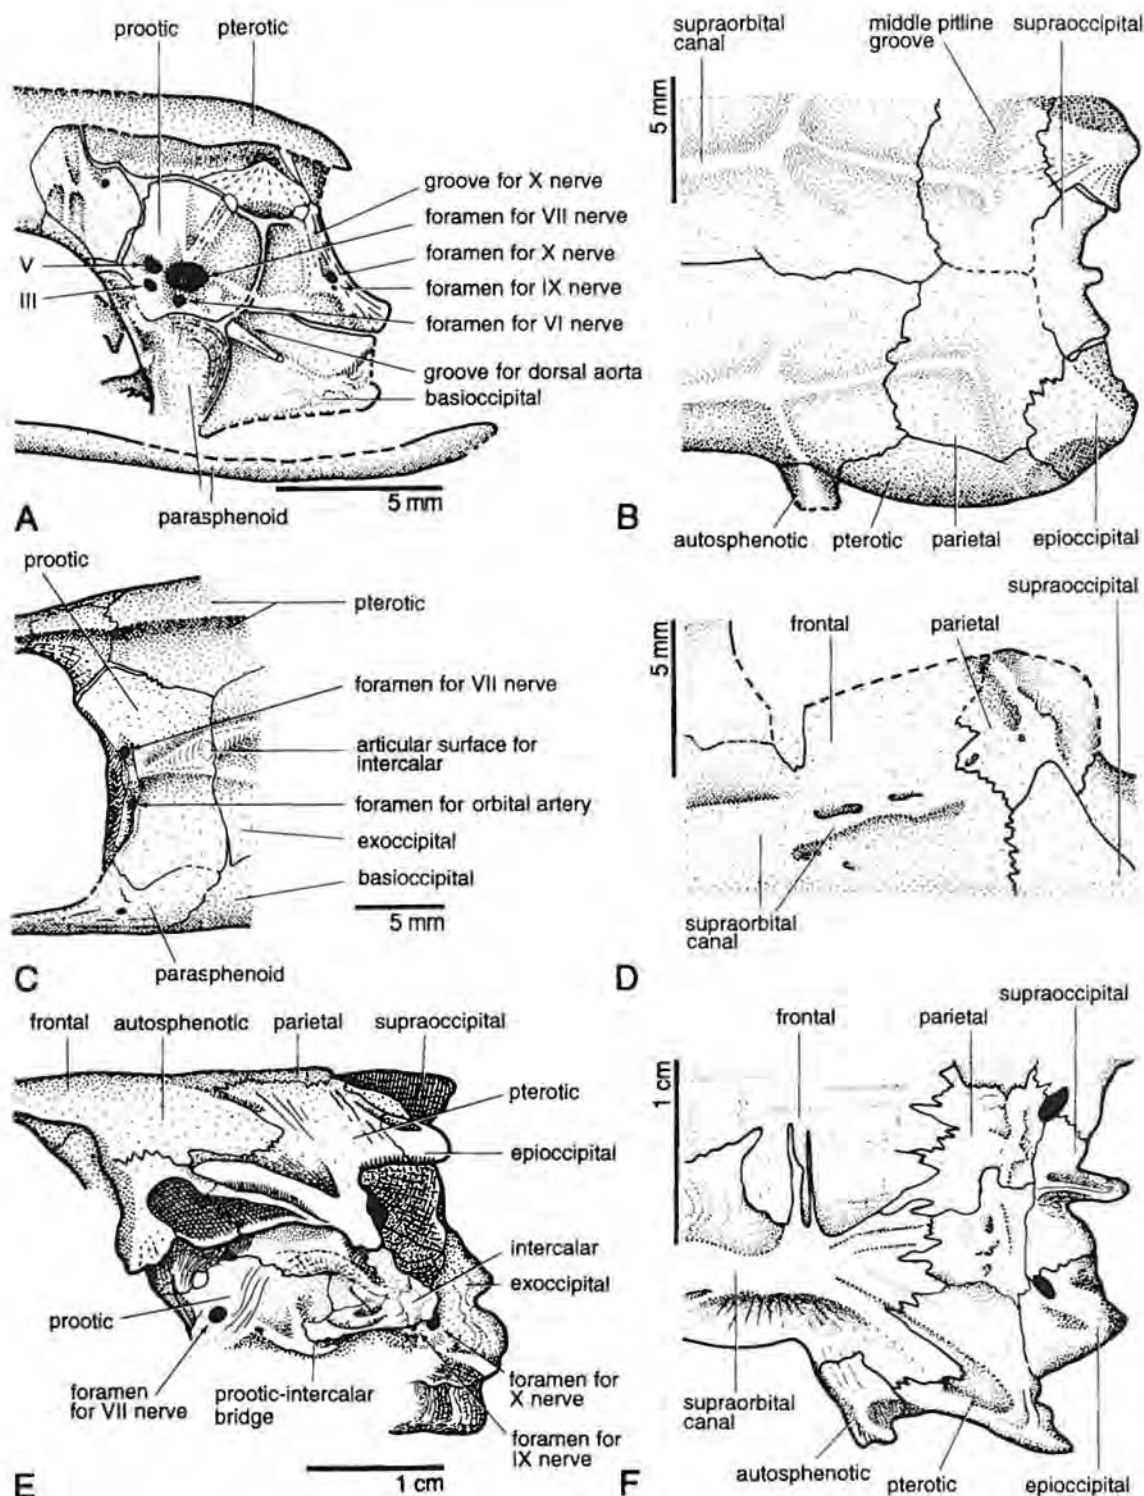 prootic
pterotic
groove for X nerve
foramen for VII nerve
foramen for X nerve
foramen for IX nerve
foramen for VI nerve
groove for dorsal aorta
basioccipital
V
III
5 mm
parasphenoid
A
supraorbital
canal
middle pitline
groove
supraoccipital
5 mm
autosphenotic
pterotic
parietal
epioccipital
B
prootic
pterotic
foramen for VII nerve
articular surface for
intercalar
foramen for orbital artery
exoccipital
basioccipital
5 mm
parasphenoid
C
supraoccipital
frontal
parietal
5 mm
supraorbital
canal
D
frontal
autosphenotic
parietal
supraoccipital
pterotic
epioccipital
intercalar
exoccipital
prootic
foramen
for VII nerve
prootic-intercalar
bridge
foramen for
X nerve
foramen for
IX nerve
1 cm
E
supraoccipital
frontal
parietal
1 cm
supraorbital
canal
autosphenotic
pterotic
epioccipital
F